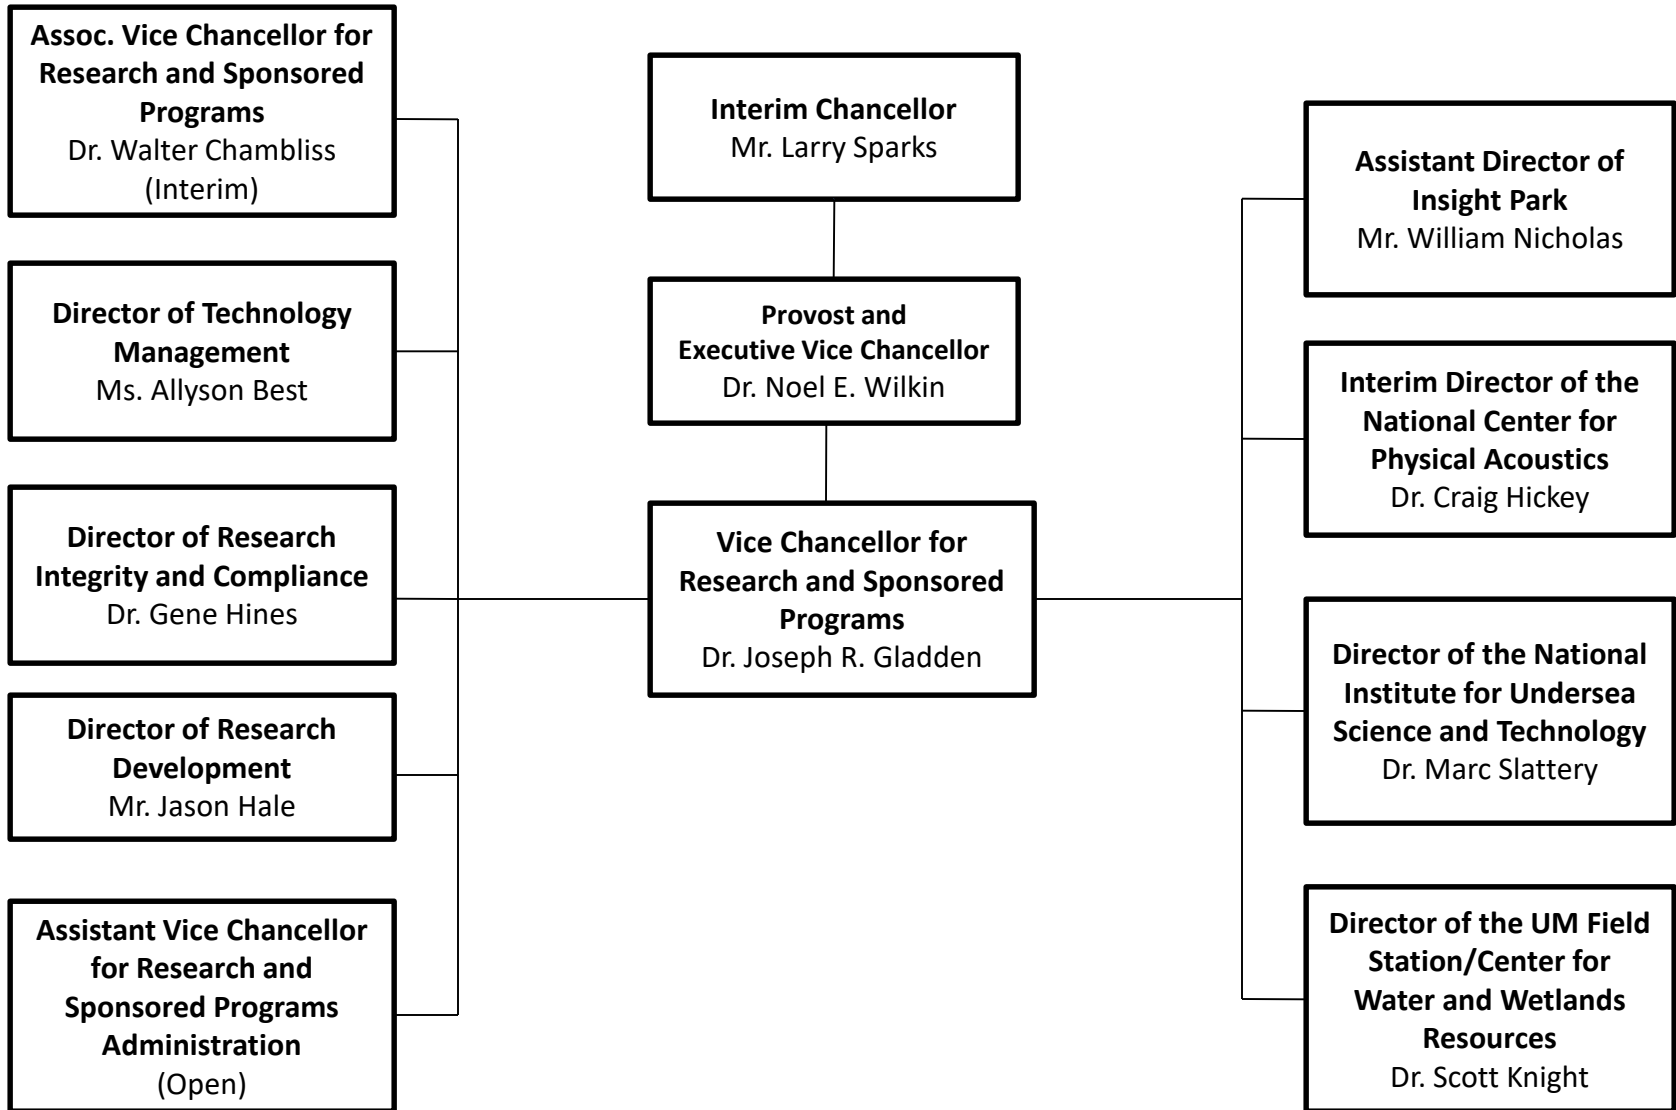 Assoc. Vice Chancellor for
Research and Sponsored
Programs
Dr. Walter Chambliss
(Interim)
Director of Technology
Management
Ms. Allyson Best
Director of Research
Integrity and Compliance
Dr. Gene Hines
Director of Research
Development
Mr. Jason Hale
Assistant Vice Chancellor
for Research and
Sponsored Programs
Administration
(Open)
Interim Chancellor
Mr. Larry Sparks
Provost and
Executive Vice Chancellor
Dr. Noel E. Wilkin
Vice Chancellor for
Research and Sponsored
Programs
Dr. Joseph R. Gladden
Assistant Director of
Insight Park
Mr. William Nicholas
Interim Director of the
National Center for
Physical Acoustics
Dr. Craig Hickey
Director of the National
Institute for Undersea
Science and Technology
Dr. Marc Slattery
Director of the UM Field
Station/Center for
Water and Wetlands
Resources
Dr. Scott Knight